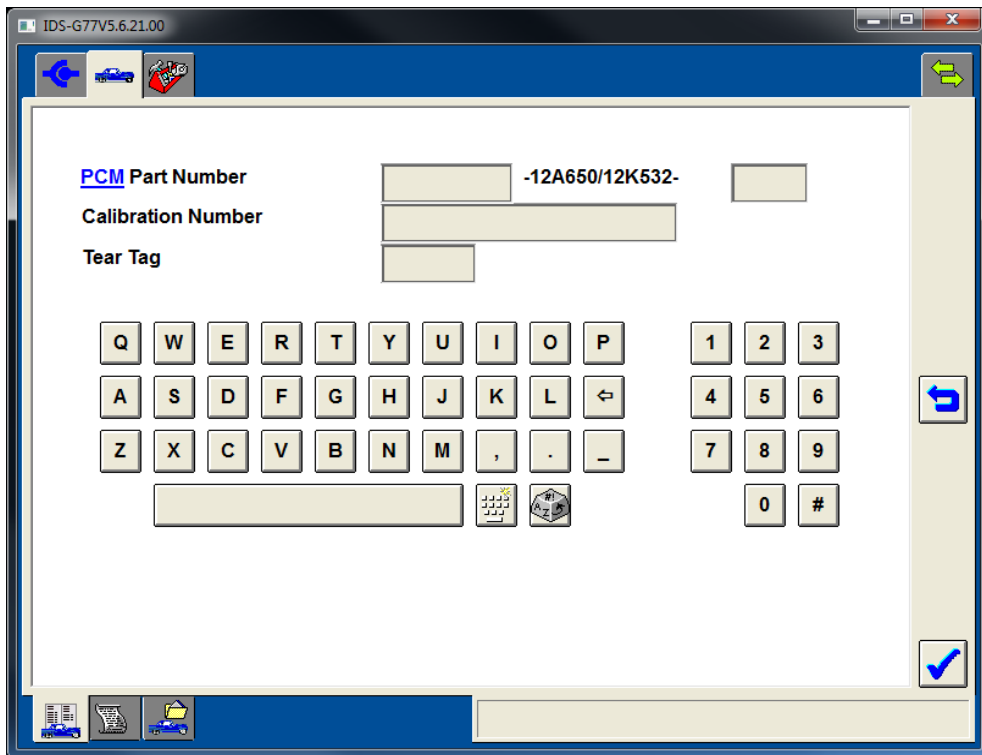 IDS-G77V5.6.21.00
PCM Part Number -12A650/12K532-
Calibration Number
Tear Tag
Q W E R T Y U I O P 1 2 3
A S D F G H J K L 4 5 6
Z X C V B N M , . _ 7 8 9
0 #